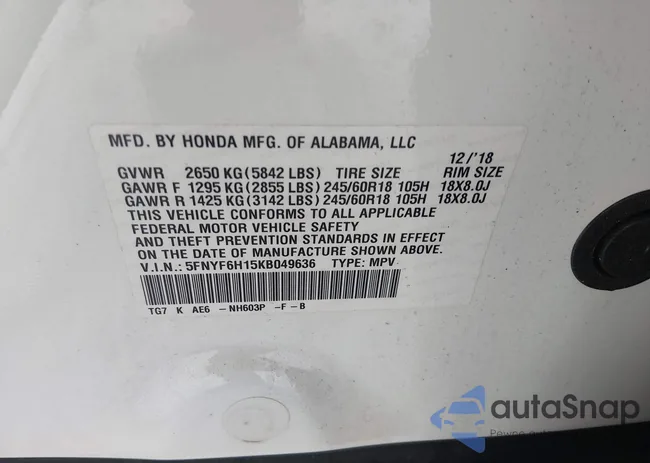 MFD. BY HONDA MFG. OF ALABAMA, LLC
12/'18
GVWR 2650 KG (5842 LBS) TIRE SIZE RIM SIZE
GAWR F 1295 KG (2855 LBS) 245/60R18 105H 18X8.0J
GAWR R 1425 KG (3142 LBS) 245/60R18 105H 18X8.0J
THIS VEHICLE CONFORMS TO ALL APPLICABLE
FEDERAL MOTOR VEHICLE SAFETY
AND THEFT PREVENTION STANDARDS IN EFFECT
ON THE DATE OF MANUFACTURE SHOWN ABOVE.
V.I.N.: 5FNYF6H15KB049636 TYPE: MPV
TG7 K AE6 -NH603P -F-B
autoSnap
Pewne auto